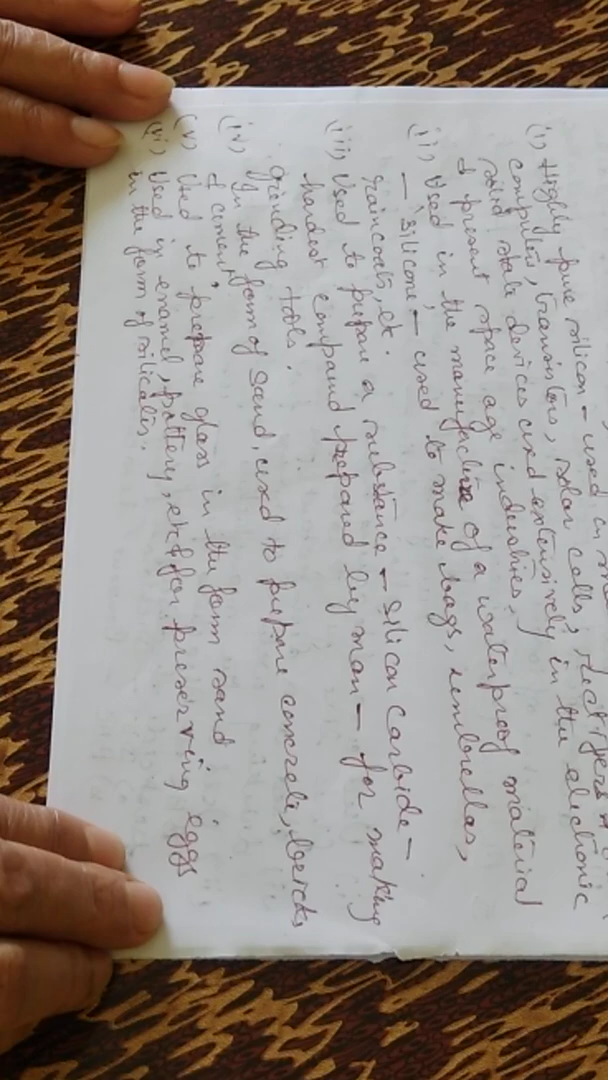 (i) Highly pure silicon - used in
computers, transistors, solar cells, rectifiers &
solid state devices used extensively in the electronic
& present space age industries.
(ii) Used in the manufacture of a waterproof material
- silicone - used to make bags, umbrellas,
raincoats, etc.
(iii) Used to prepare a substance - silicon carbide -
hardest compound prepared by man - for making
grinding tools.
(iv) In the form of sand, used to prepare concrete, bricks
& cement.
(v) Used to prepare glass in the form sand
(vi) Used in enamel, pottery, etc & for preserving eggs
in the form of silicates.